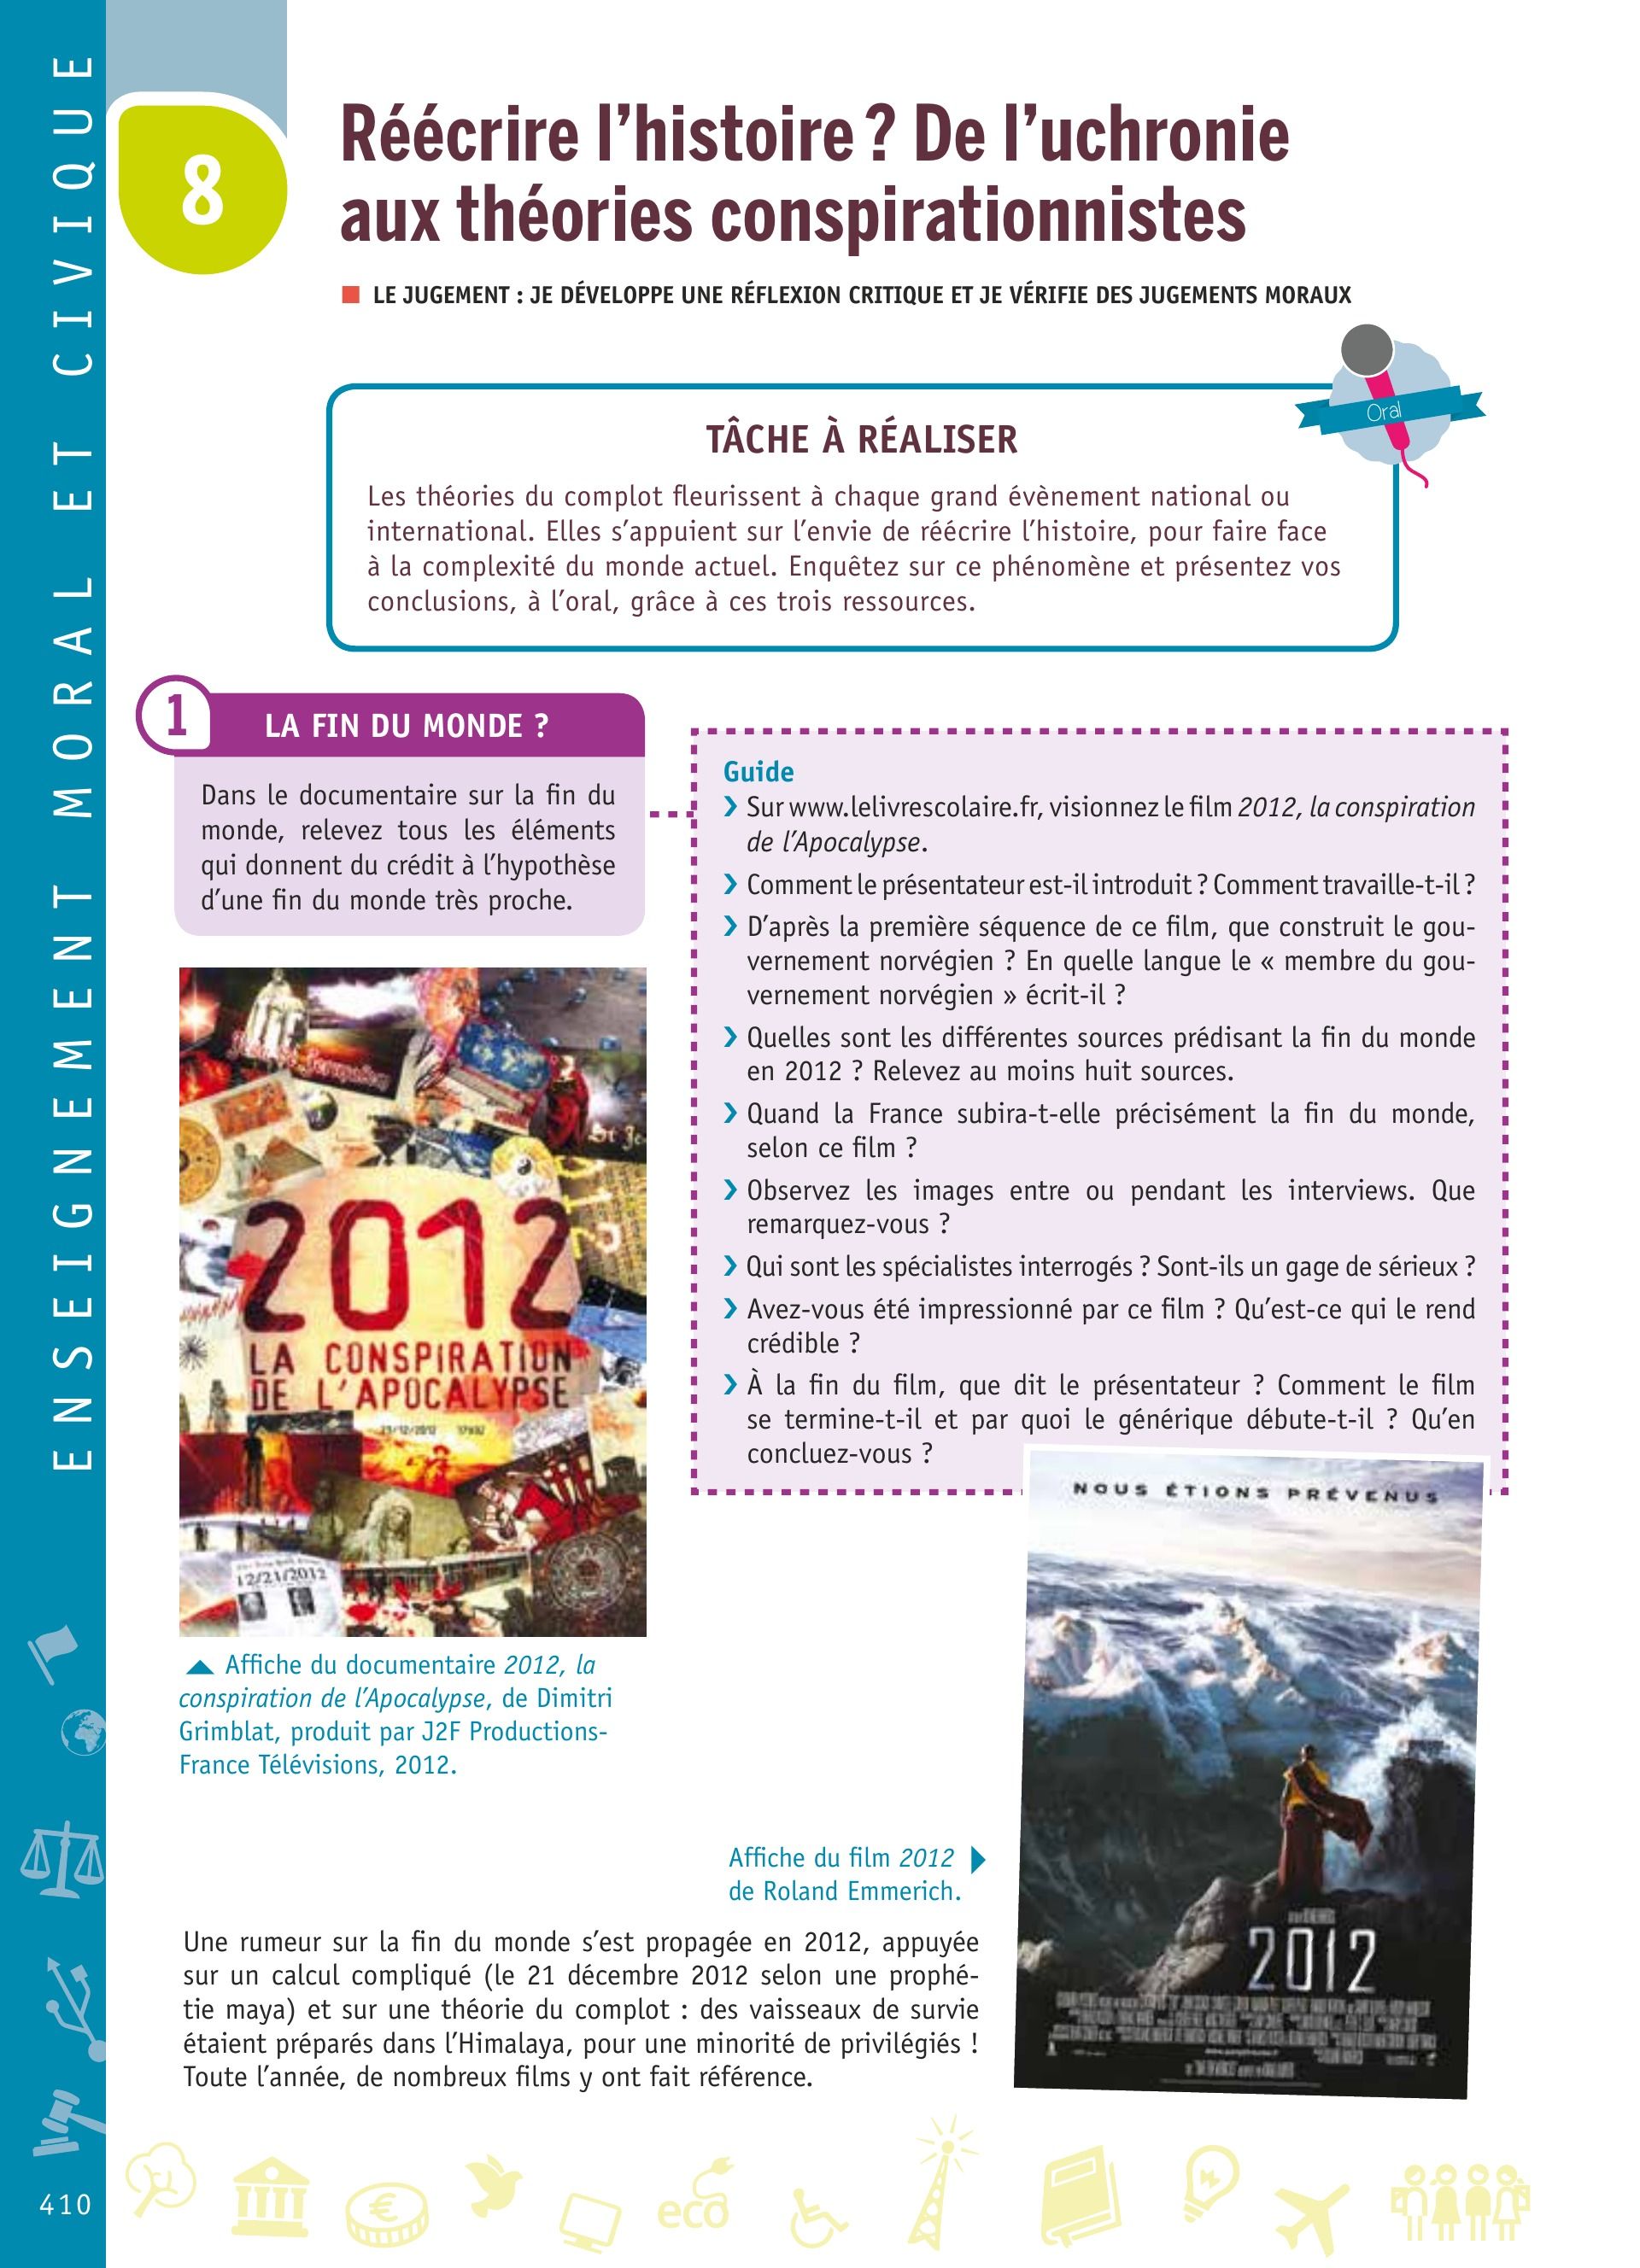 ENSEIGNEMENT MORAL ET CIVIQUE
8
Réécrire l’histoire ? De l’uchronie
aux théories conspirationnistes
LE JUGEMENT : JE DÉVELOPPE UNE RÉFLEXION CRITIQUE ET JE VÉRIFIE DES JUGEMENTS MORAUX
Oral
TÂCHE À RÉALISER
Les théories du complot fleurissent à chaque grand évènement national ou
international. Elles s’appuient sur l’envie de réécrire l’histoire, pour faire face
à la complexité du monde actuel. Enquêtez sur ce phénomène et présentez vos
conclusions, à l’oral, grâce à ces trois ressources.
1
LA FIN DU MONDE ?
Dans le documentaire sur la fin du
monde, relevez tous les éléments
qui donnent du crédit à l’hypothèse
d’une fin du monde très proche.
Guide
❯ Sur www.lelivrescolaire.fr, visionnez le film 2012, la conspiration
de l’Apocalypse.
❯ Comment le présentateur est-il introduit ? Comment travaille-t-il ?
❯ D’après la première séquence de ce film, que construit le gou-
vernement norvégien ? En quelle langue le « membre du gou-
vernement norvégien » écrit-il ?
❯ Quelles sont les différentes sources prédisant la fin du monde
en 2012 ? Relevez au moins huit sources.
❯ Quand la France subira-t-elle précisément la fin du monde,
selon ce film ?
❯ Observez les images entre ou pendant les interviews. Que
remarquez-vous ?
❯ Qui sont les spécialistes interrogés ? Sont-ils un gage de sérieux ?
❯ Avez-vous été impressionné par ce film ? Qu’est-ce qui le rend
crédible ?
❯ À la fin du film, que dit le présentateur ? Comment le film
se termine-t-il et par quoi le générique débute-t-il ? Qu’en
concluez-vous ?
2012
LA CONSPIRATION
DE L'APOCALYPSE
12/21/2012
Affiche du documentaire 2012, la
conspiration de l’Apocalypse, de Dimitri
Grimblat, produit par J2F Productions-
France Télévisions, 2012.
NOUS ÉTIONS PRÉVENUS
2012
Affiche du film 2012
de Roland Emmerich.
Une rumeur sur la fin du monde s’est propagée en 2012, appuyée
sur un calcul compliqué (le 21 décembre 2012 selon une prophé-
tie maya) et sur une théorie du complot : des vaisseaux de survie
étaient préparés dans l’Himalaya, pour une minorité de privilégiés !
Toute l’année, de nombreux films y ont fait référence.
€
eco
410